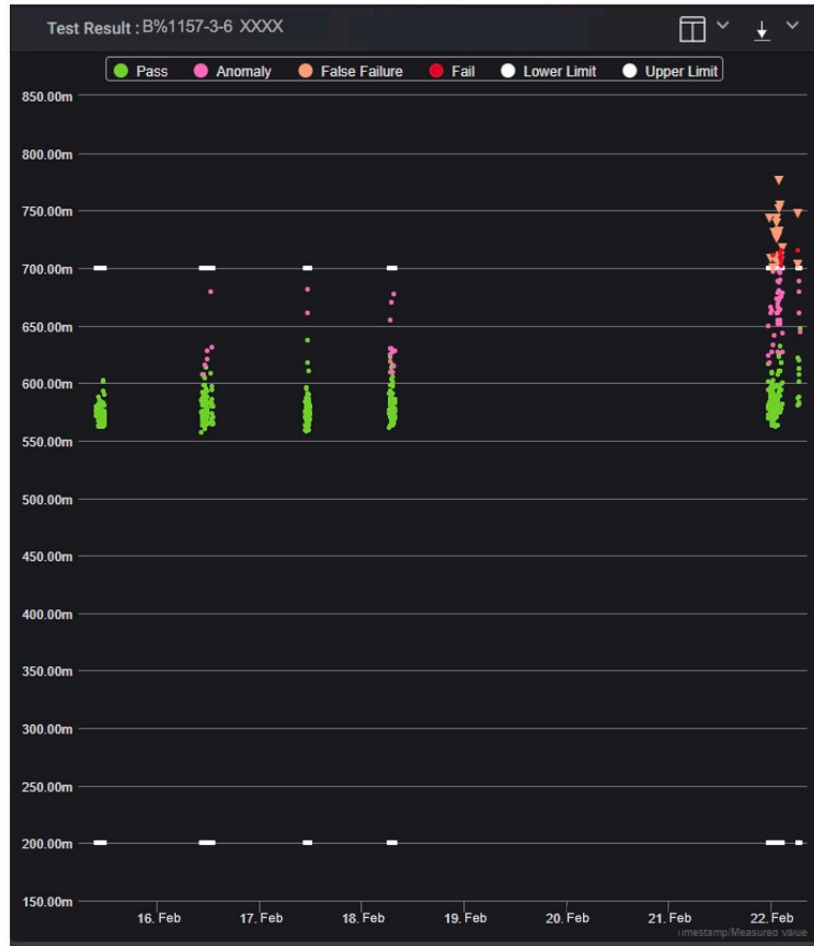 Test Result : B%1157-3-6 XXXX
Pass Anomaly False Failure Fail Lower Limit Upper Limit
850.00m
800.00m
750.00m
700.00m
650.00m
600.00m
550.00m
500.00m
450.00m
400.00m
350.00m
300.00m
250.00m
200.00m
150.00m
16. Feb 17. Feb 18. Feb 19. Feb 20. Feb 21. Feb 22. Feb
Timestamp/Measured value